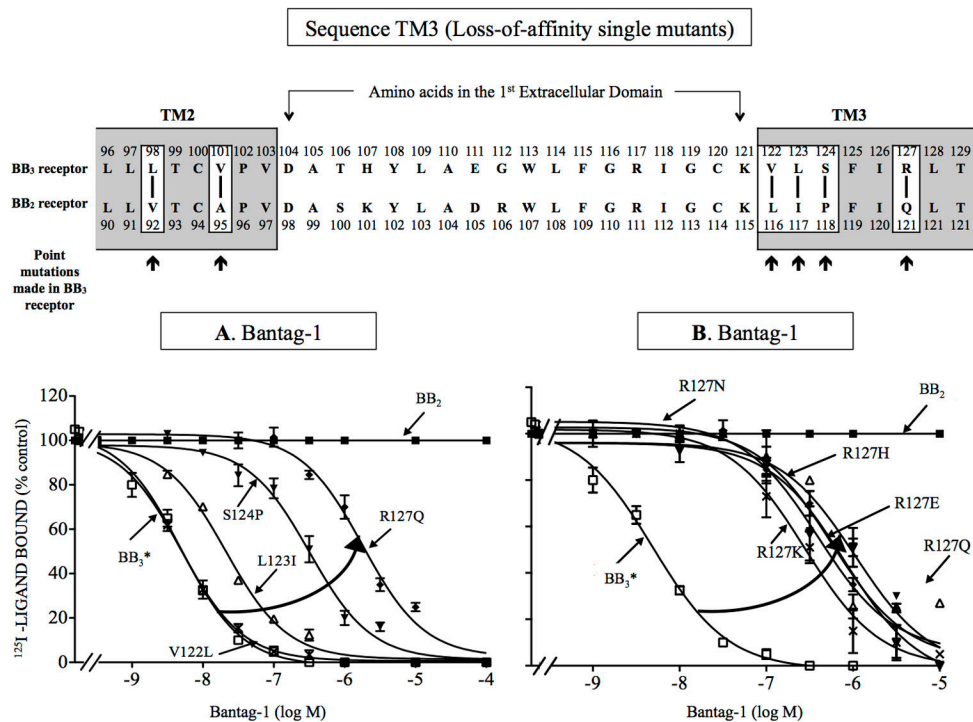 Sequence TM3 (Loss-of-affinity single mutants)
Amino acids in the 1st Extracellular Domain
TM2
TM3
96 97 98 99 100 101 102 103 104 105 106 107 108 109 110 111 112 113 114 115 116 117 118 119 120 121 122 123 124 125 126 127 128 129
BB3 receptor L L L T C V P V D A T H Y L A E G W L F G R I G C K V L S F I R L T
BB2 receptor L L V T C A P V D A S K Y L A D R W L F G R I G C K L I P F I Q L T
90 91 92 93 94 95 96 97 98 99 100 101 102 103 104 105 106 107 108 109 110 111 112 113 114 115 116 117 118 119 120 121 121 121
Point
mutations
made in BB3
receptor
A. Bantag-1
B. Bantag-1
125I -LIGAND BOUND (% control)
120
100
80
60
40
20
0
BB2
S124P
R127Q
BB3*
L123I
V122L
-9 -8 -7 -6 -5 -4
Bantag-1 (log M)
R127N
BB2
R127H
R127E
R127K
R127Q
BB3*
-9 -8 -7 -6 -5
Bantag-1 (log M)